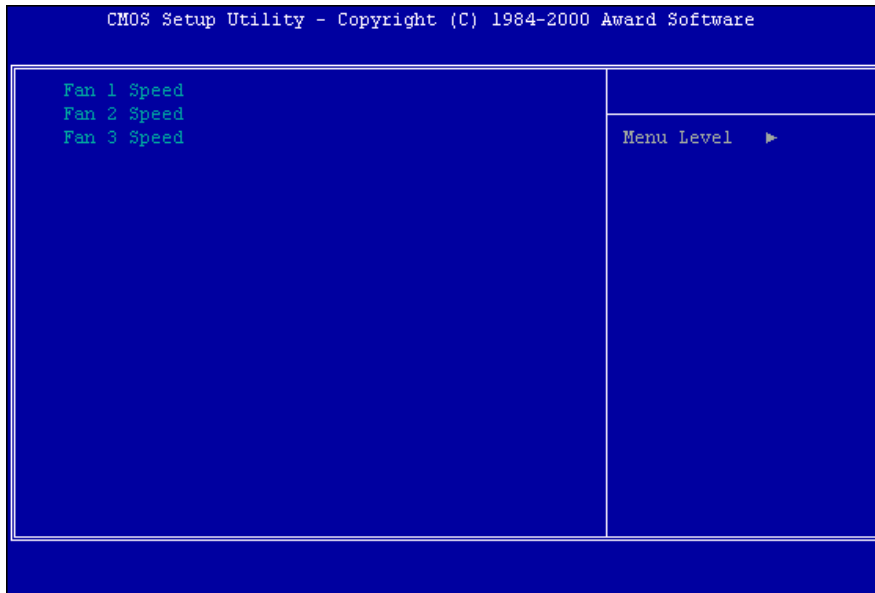 CMOS Setup Utility - Copyright (C) 1984-2000 Award Software
Fan 1 Speed
Fan 2 Speed
Fan 3 Speed
Menu Level ►